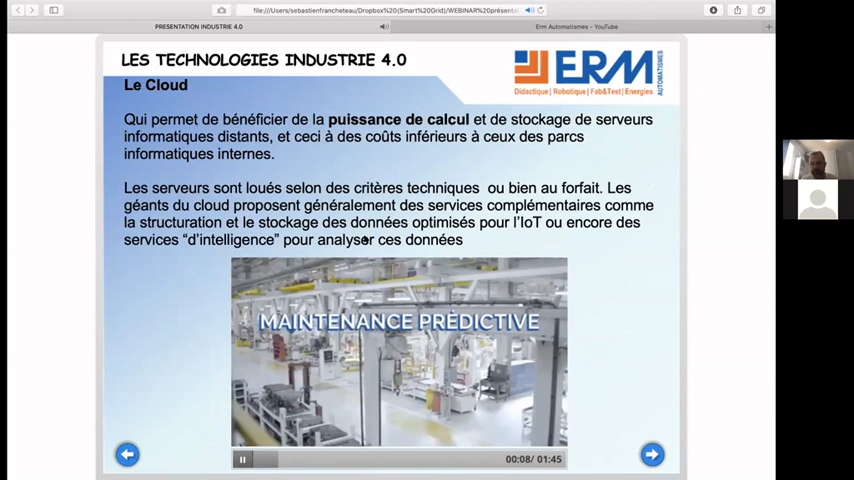 file:///Users/sebastienfrancheteau/Dropbox%20(Smart%20Grid)/WEBINAR%20présentat
PRESENTATION INDUSTRIE 4.0
Erm Automatismes - YouTube
LES TECHNOLOGIES INDUSTRIE 4.0
ERM
AUTOMATISMES
Didactique | Robotique | Fab&Test | Energies
Le Cloud
Qui permet de bénéficier de la puissance de calcul et de stockage de serveurs
informatiques distants, et ceci à des coûts inférieurs à ceux des parcs
informatiques internes.
Les serveurs sont loués selon des critères techniques ou bien au forfait. Les
géants du cloud proposent généralement des services complémentaires comme
la structuration et le stockage des données optimisés pour l'IoT ou encore des
services “d'intelligence” pour analyser ces données
MAINTENANCE PRÉDICTIVE
00:08/ 01:45